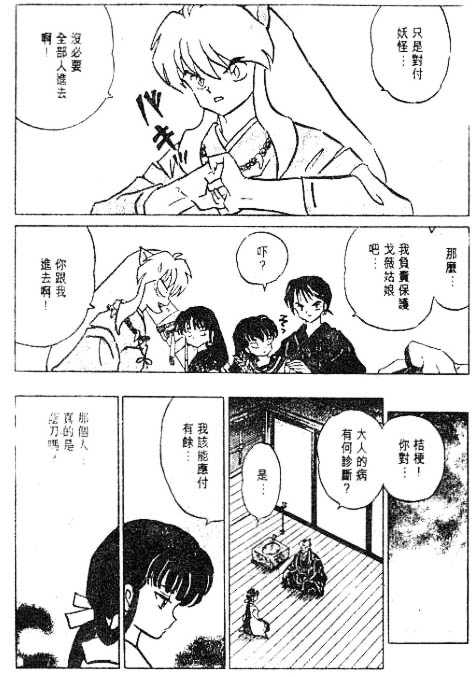 只是對付
妖怪…
沒必要
全部人進去
啊！
那麼…
我負責保護
戈薇姑娘
吧…
吓？
你跟我
進去啊！
桔梗！
你對…
大人的病
有何診斷？
是…
我該能應付
有餘…
那個人…
真的是